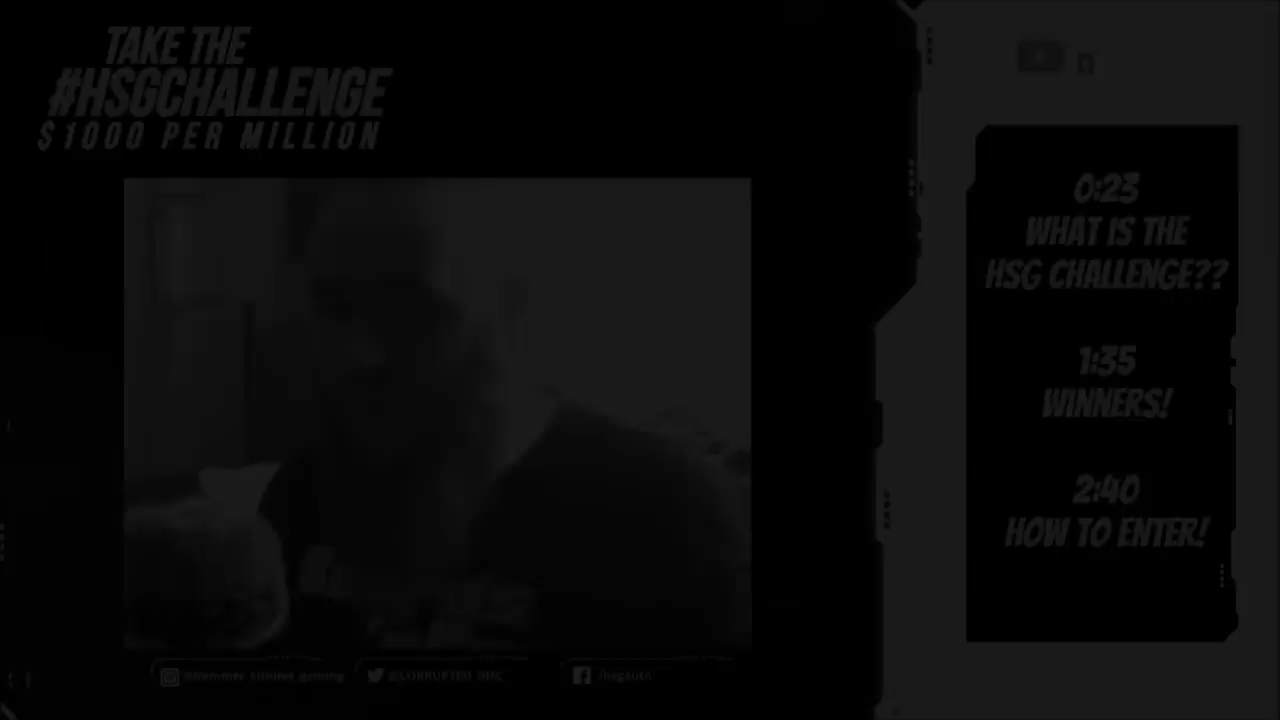 TAKE THE
#HSGCHALLENGE
$1000 PER MILLION
0:23
WHAT IS THE
HSG CHALLENGE??
1:35
WINNERS!
2:40
HOW TO ENTER!